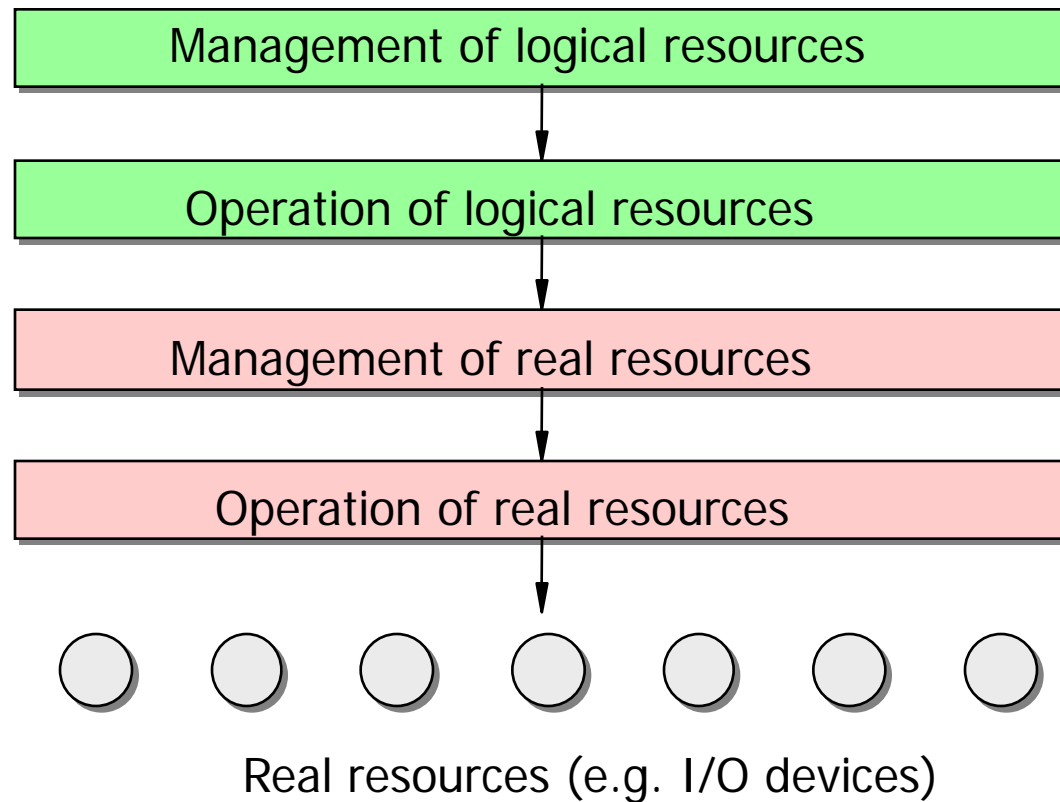 Management of logical resources
Operation of logical resources
Management of real resources
Operation of real resources
Real resources (e.g. I/O devices)